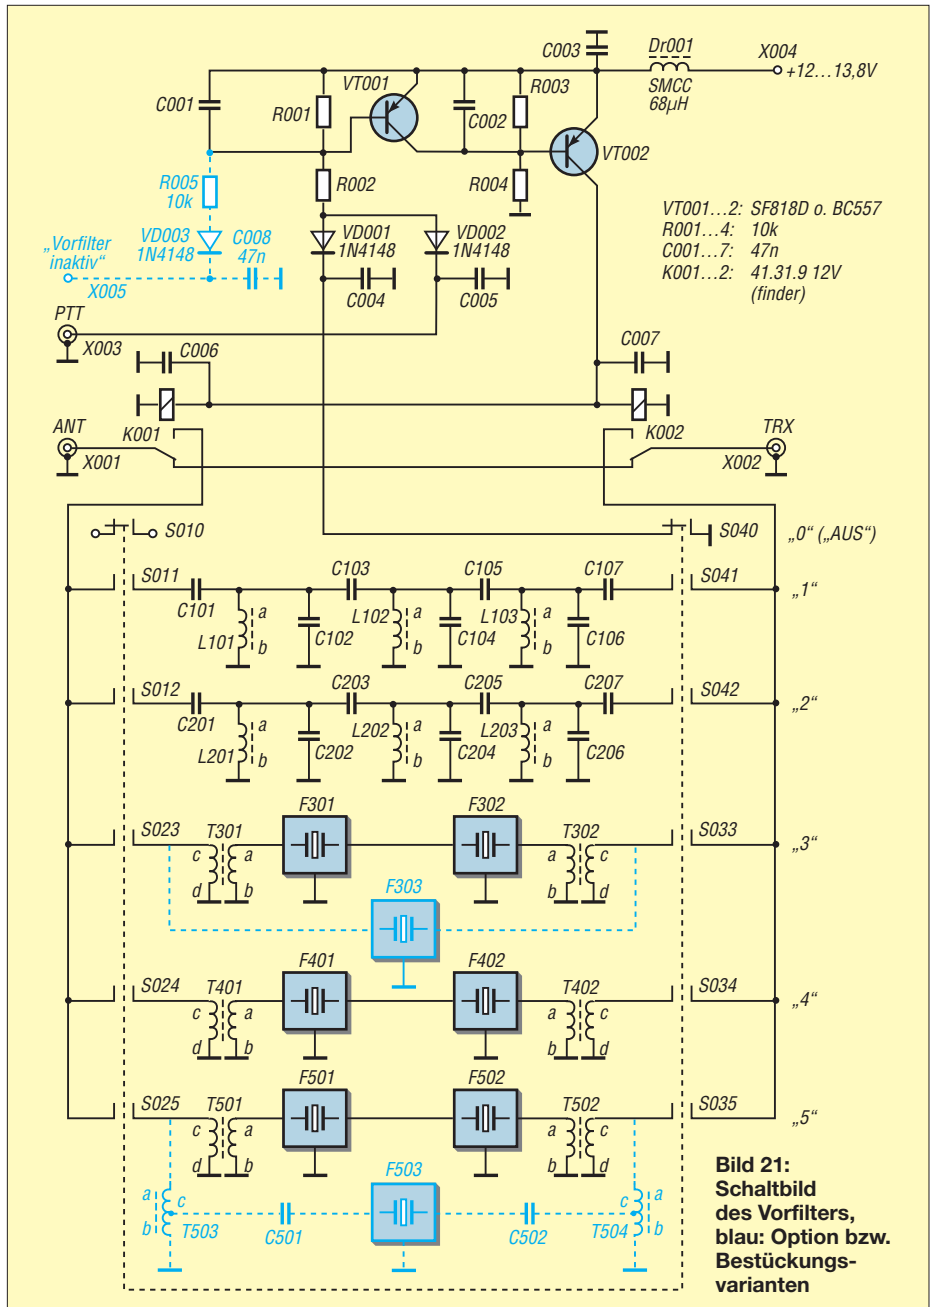 C003
Dr001
X004
+12…13,8V
SMCC
68µH
VT001
C001
R001
C002
R003
VT002
R005
10k
R002
R004
VT001…2: SF818D o. BC557
R001…4: 10k
C001…7: 47n
K001…2: 41.31.9 12V
(finder)
„Vorfilter
inaktiv“
VD003
1N4148
C008
47n
VD001
1N4148
VD002
1N4148
X005
C004
C005
PTT
X003
C006
C007
ANT
K001
K002
TRX
X001
X002
S010
S040
„0“ („AUS“)
S011
C101
C103
C105
C107
S041
„1“
L101
a
b
C102
L102
a
b
C104
L103
a
b
C106
S012
C201
C203
C205
C207
S042
„2“
L201
a
b
C202
L202
a
b
C204
L203
a
b
C206
S023
T301
F301
F302
T302
S033
„3“
c
a
a
c
d
b
b
d
F303
S024
T401
F401
F402
T402
S034
„4“
c
a
a
c
d
b
b
d
S025
T501
F501
F502
T502
S035
„5“
c
a
a
c
d
b
b
d
F503
a
c
b
T503
C501
C502
T504
c
a
b
Bild 21:
Schaltbild
des Vorfilters,
blau: Option bzw.
Bestückungs-
varianten